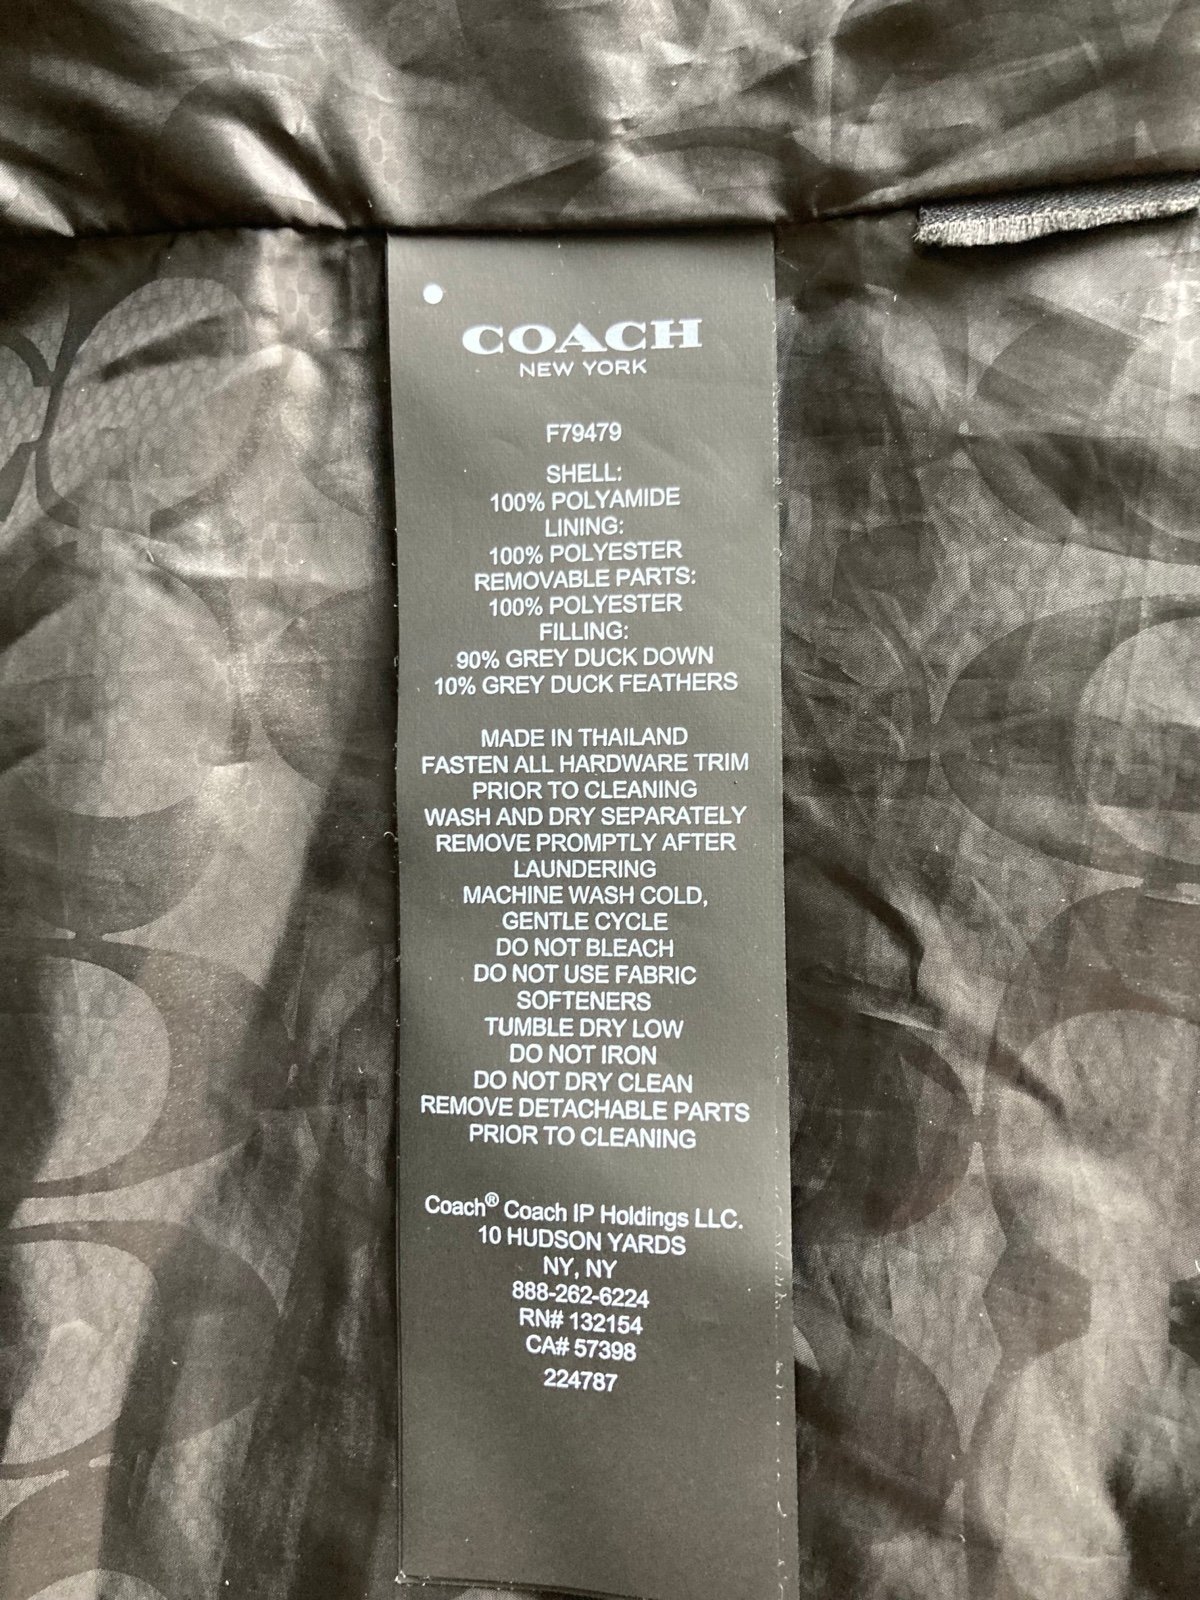 COACH
NEW YORK
F79479
SHELL:
100% POLYAMIDE
LINING:
100% POLYESTER
REMOVABLE PARTS:
100% POLYESTER
FILLING:
90% GREY DUCK DOWN
10% GREY DUCK FEATHERS
MADE IN THAILAND
FASTEN ALL HARDWARE TRIM
PRIOR TO CLEANING
WASH AND DRY SEPARATELY
REMOVE PROMPTLY AFTER
LAUNDERING
MACHINE WASH COLD,
GENTLE CYCLE
DO NOT BLEACH
DO NOT USE FABRIC
SOFTENERS
TUMBLE DRY LOW
DO NOT IRON
DO NOT DRY CLEAN
REMOVE DETACHABLE PARTS
PRIOR TO CLEANING
Coach® Coach IP Holdings LLC.
10 HUDSON YARDS
NY, NY
888-262-6224
RN# 132154
CA# 57398
224787